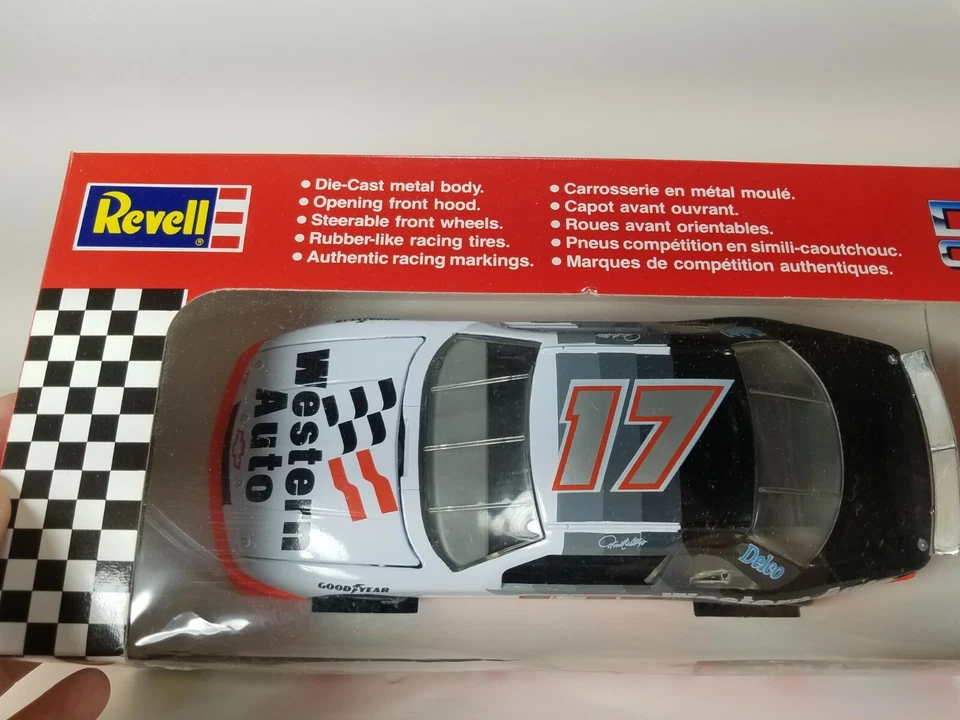 Revell®
● Die-Cast metal body.
● Opening front hood.
● Steerable front wheels.
● Rubber-like racing tires.
● Authentic racing markings.
● Carrosserie en métal moulé.
● Capot avant ouvrant.
● Roues avant orientables.
● Pneus compétition en simili-caoutchouc.
● Marques de compétition authentiques.
Western
Auto
17
GOODYEAR
Delco